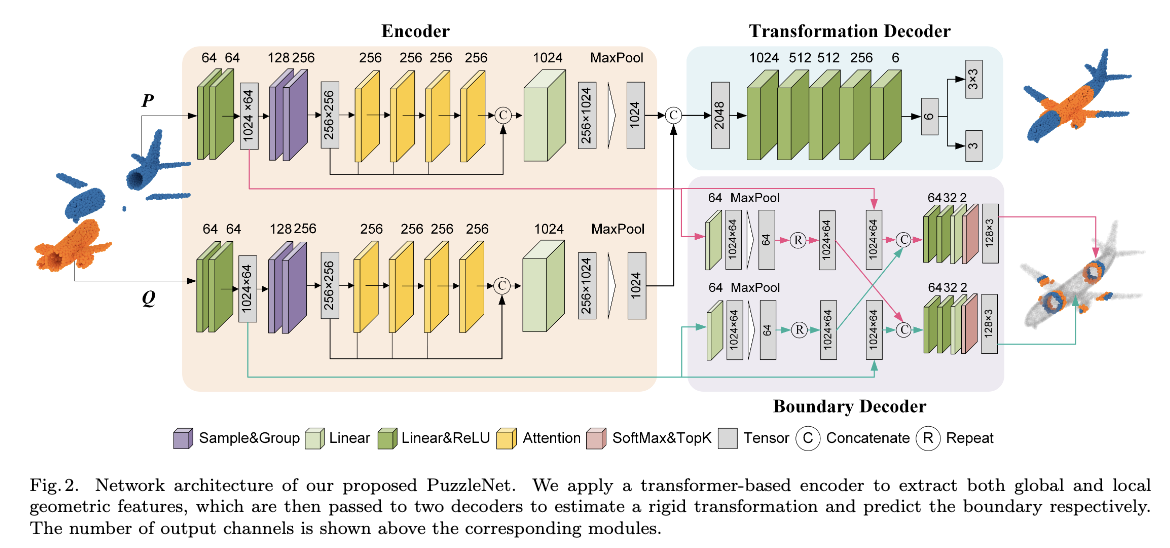 Encoder
Transformation Decoder
64 64
128 256
256
256
256
256
1024
MaxPool
1024 512 512 256 6
P
1024×64
256×256
C
256×1024
1024
C
2048
6
3×3
3
64 64
128 256
256
256
256
256
1024
MaxPool
Q
1024×64
256×256
C
256×1024
1024
64 MaxPool
64 32 2
1024×64
64
R
1024×64
1024×64
C
128×3
64 MaxPool
64 32 2
1024×64
64
R
1024×64
1024×64
C
128×3
Boundary Decoder
Sample&Group
Linear
Linear&ReLU
Attention
SoftMax&TopK
Tensor
C Concatenate
R Repeat
Fig. 2. Network architecture of our proposed PuzzleNet. We apply a transformer-based encoder to extract both global and local
geometric features, which are then passed to two decoders to estimate a rigid transformation and predict the boundary respectively.
The number of output channels is shown above the corresponding modules.